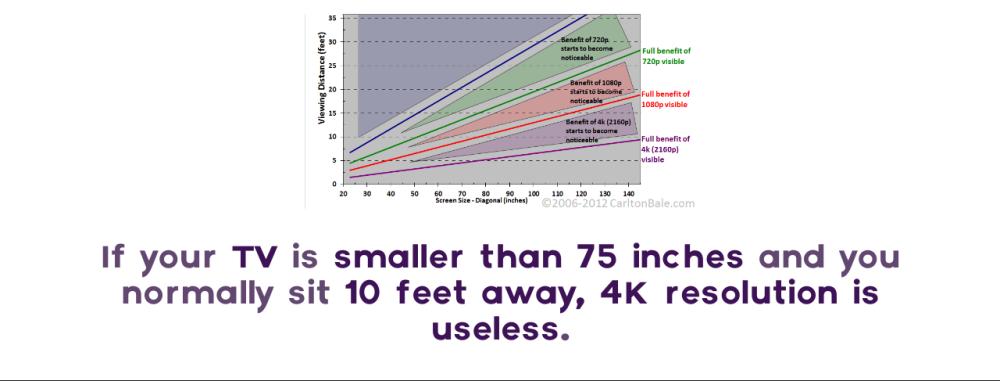 35
30
25
20
15
10
5
0
Viewing Distance (feet)
Benefit of 720p
starts to become
noticeable
Full benefit of
720p visible
Benefit of 1080p
starts to become
noticeable
Full benefit of
1080p visible
Benefit of 4k (2160p)
starts to become
noticeable
Full benefit of
4k (2160p)
visible
20 30 40 50 60 70 80 90 100 110 120 130 140
Screen Size - Diagonal (inches)
©2006-2012 CarltonBale.com
If your TV is smaller than 75 inches and you
normally sit 10 feet away, 4K resolution is
useless.